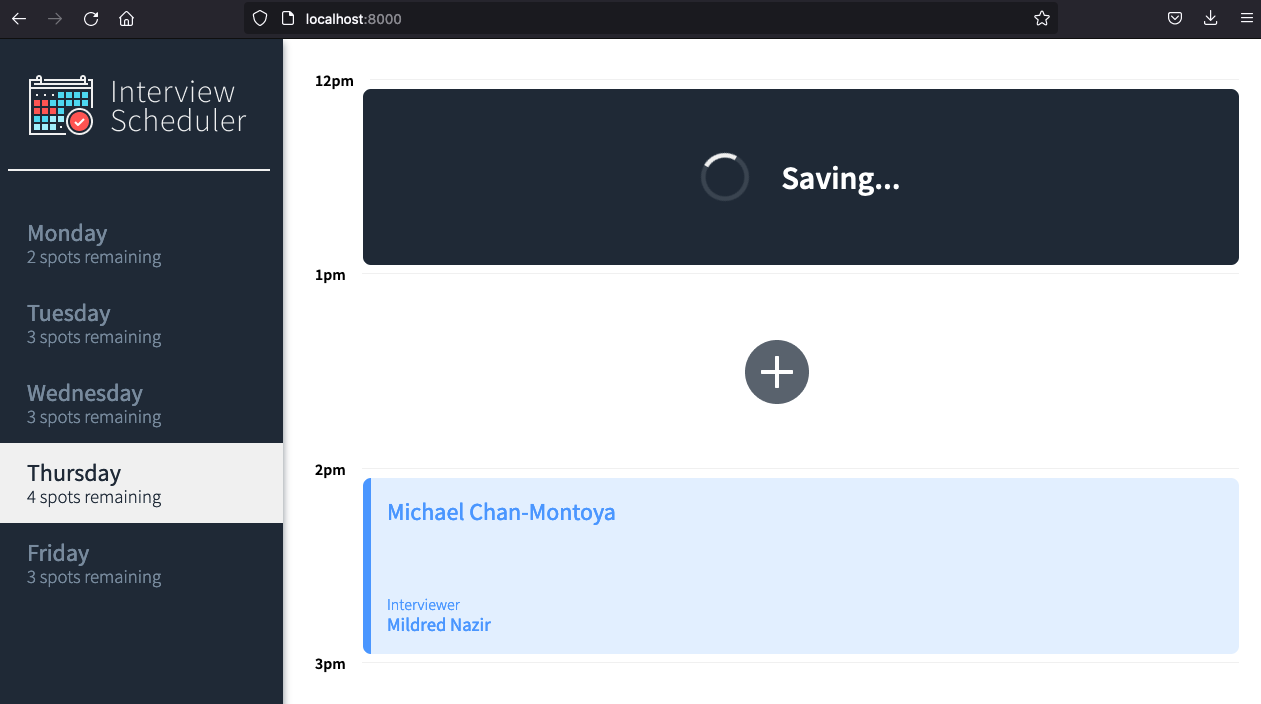 localhost:8000
Interview
Scheduler
Monday
2 spots remaining
Tuesday
3 spots remaining
Wednesday
3 spots remaining
Thursday
4 spots remaining
Friday
3 spots remaining
12pm
Saving...
1pm
2pm
Michael Chan-Montoya
Interviewer
Mildred Nazir
3pm